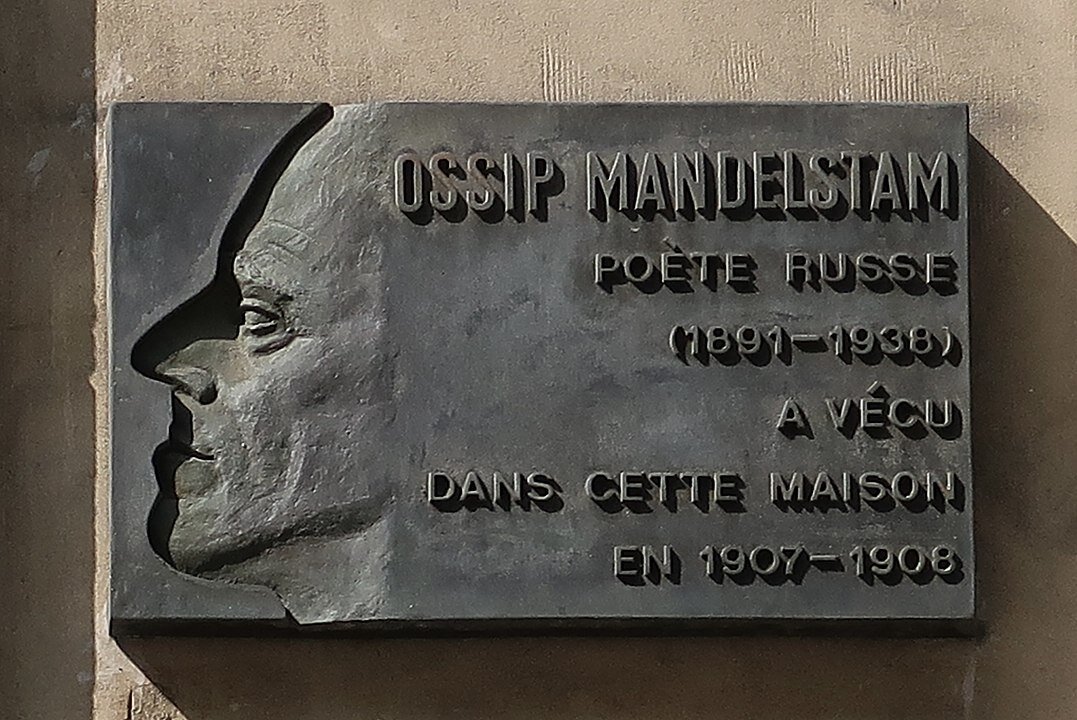 OSSIP MANDELSTAM
POÈTE RUSSE
(1891-1938)
A VÉCU
DANS CETTE MAISON
EN 1907-1908